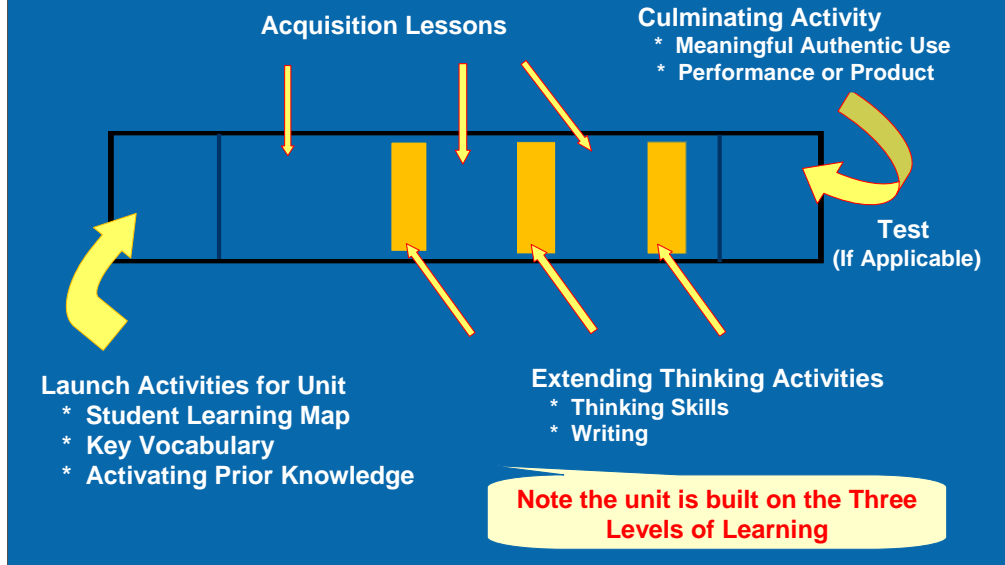 Acquisition Lessons
Culminating Activity
* Meaningful Authentic Use
* Performance or Product
Test
(If Applicable)
Launch Activities for Unit
* Student Learning Map
* Key Vocabulary
* Activating Prior Knowledge
Extending Thinking Activities
* Thinking Skills
* Writing
Note the unit is built on the Three
Levels of Learning